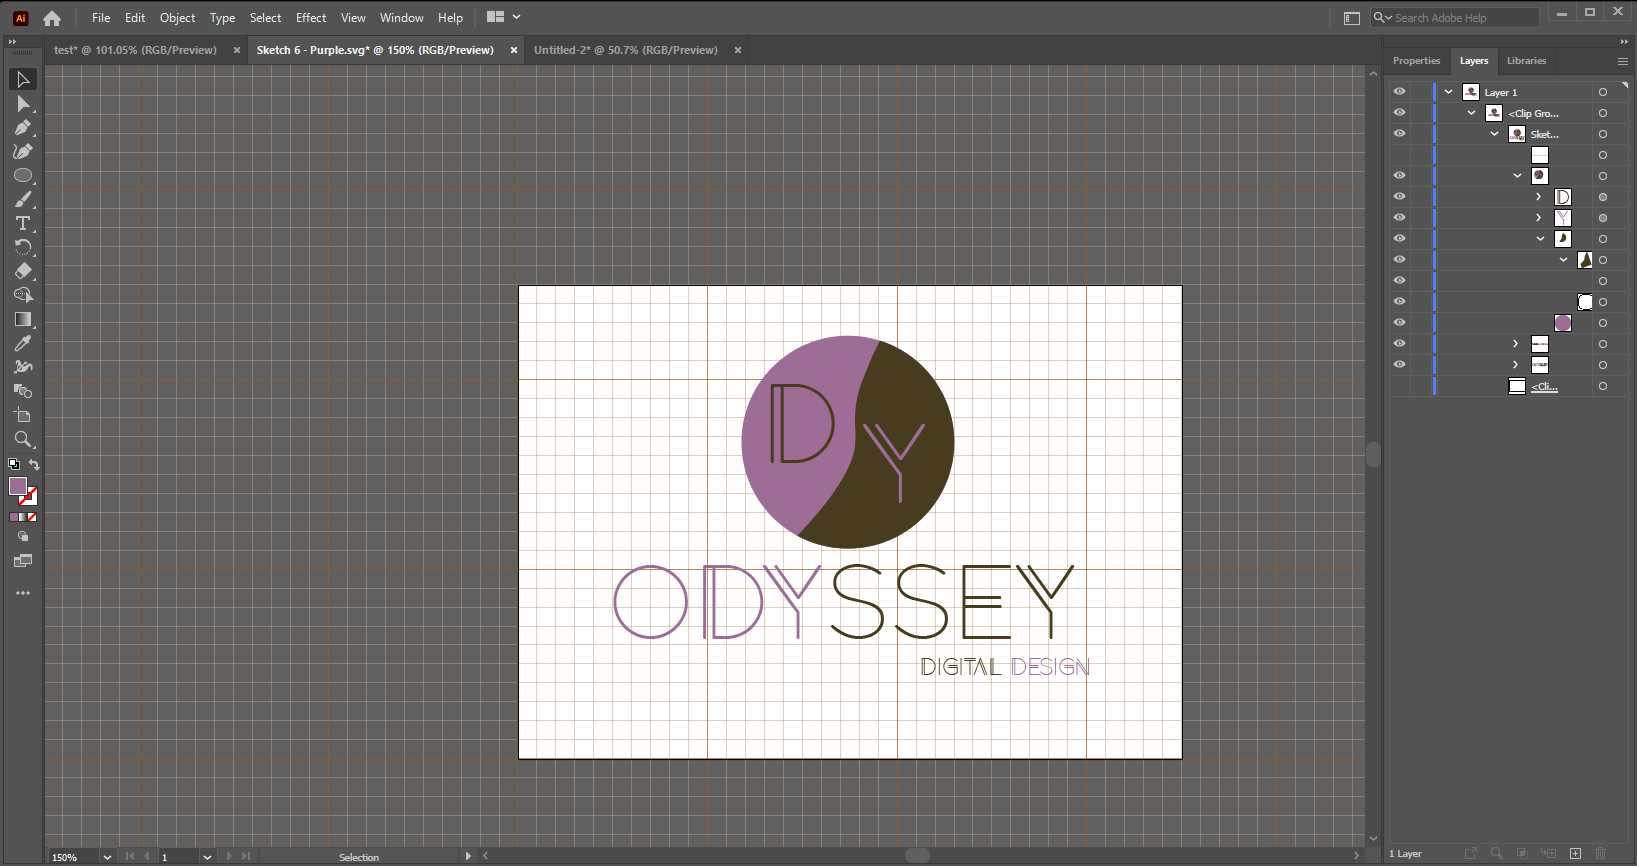 Ai File Edit Object Type Select Effect View Window Help Search Adobe Help
test* @ 101.05% (RGB/Preview) × Sketch 6 - Purple.svg* @ 150% (RGB/Preview) × Untitled-2* @ 50.7% (RGB/Preview) ×
Properties Layers Libraries
Layer 1
<Clip Gro...
Sket...
D
Y
D Y
ODYSSEY
DIGITAL DESIGN
<Cli...
150% 1 Selection
1 Layer